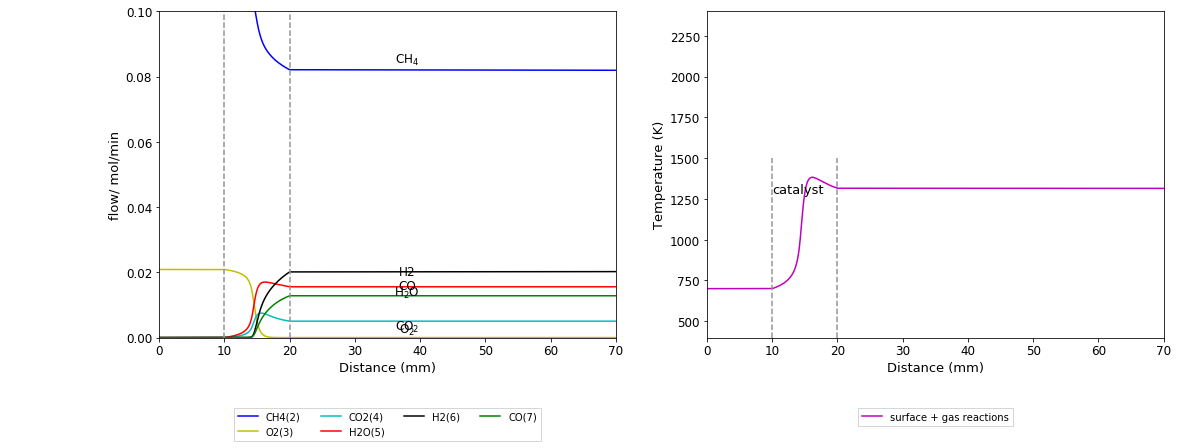 0.10
0.08
0.06
0.04
0.02
0.00
flow/ mol/min
CH₄
H2
CO
H₂O
CO₂
O₂
0 10 20 30 40 50 60 70
Distance (mm)
CH4(2) CO2(4) H2(6) CO(7)
O2(3) H2O(5)
2250
2000
1750
1500
1250
1000
750
500
Temperature (K)
catalyst
0 10 20 30 40 50 60 70
Distance (mm)
surface + gas reactions